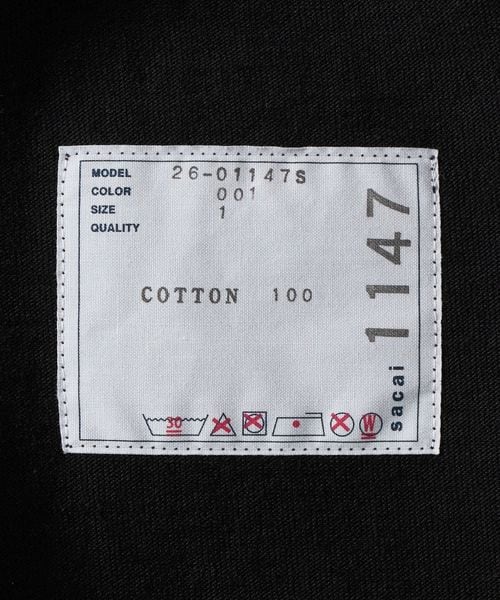 MODEL 26-01147S
COLOR 001
SIZE 1
QUALITY
COTTON 100
30
W
sacai 1147